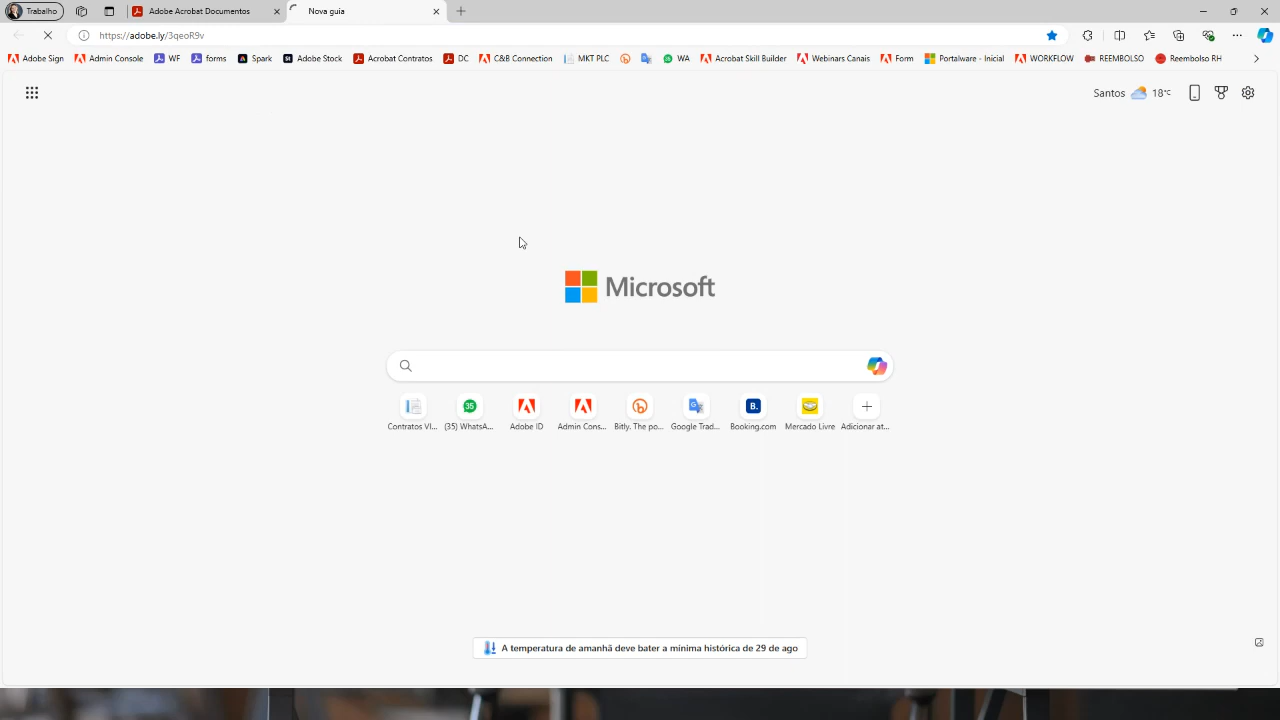 Trabalho
Adobe Acrobat Documentos
Nova guia
https://adobe.ly/3qeoR9v
Adobe Sign
Admin Console
WF
forms
Spark
Adobe Stock
Acrobat Contratos
DC
C&B Connection
MKT PLC
WA
Acrobat Skill Builder
Webinars Canais
Form
Portalware - Inicial
WORKFLOW
REEMBOLSO
Reembolso RH
Santos 18°C
Microsoft
Contratos VI...
(35) WhatsA...
Adobe ID
Admin Cons...
Bitly. The po...
Google Trad...
Booking.com
Mercado Livre
Adicionar at...
A temperatura de amanhã deve bater a mínima histórica de 29 de ago